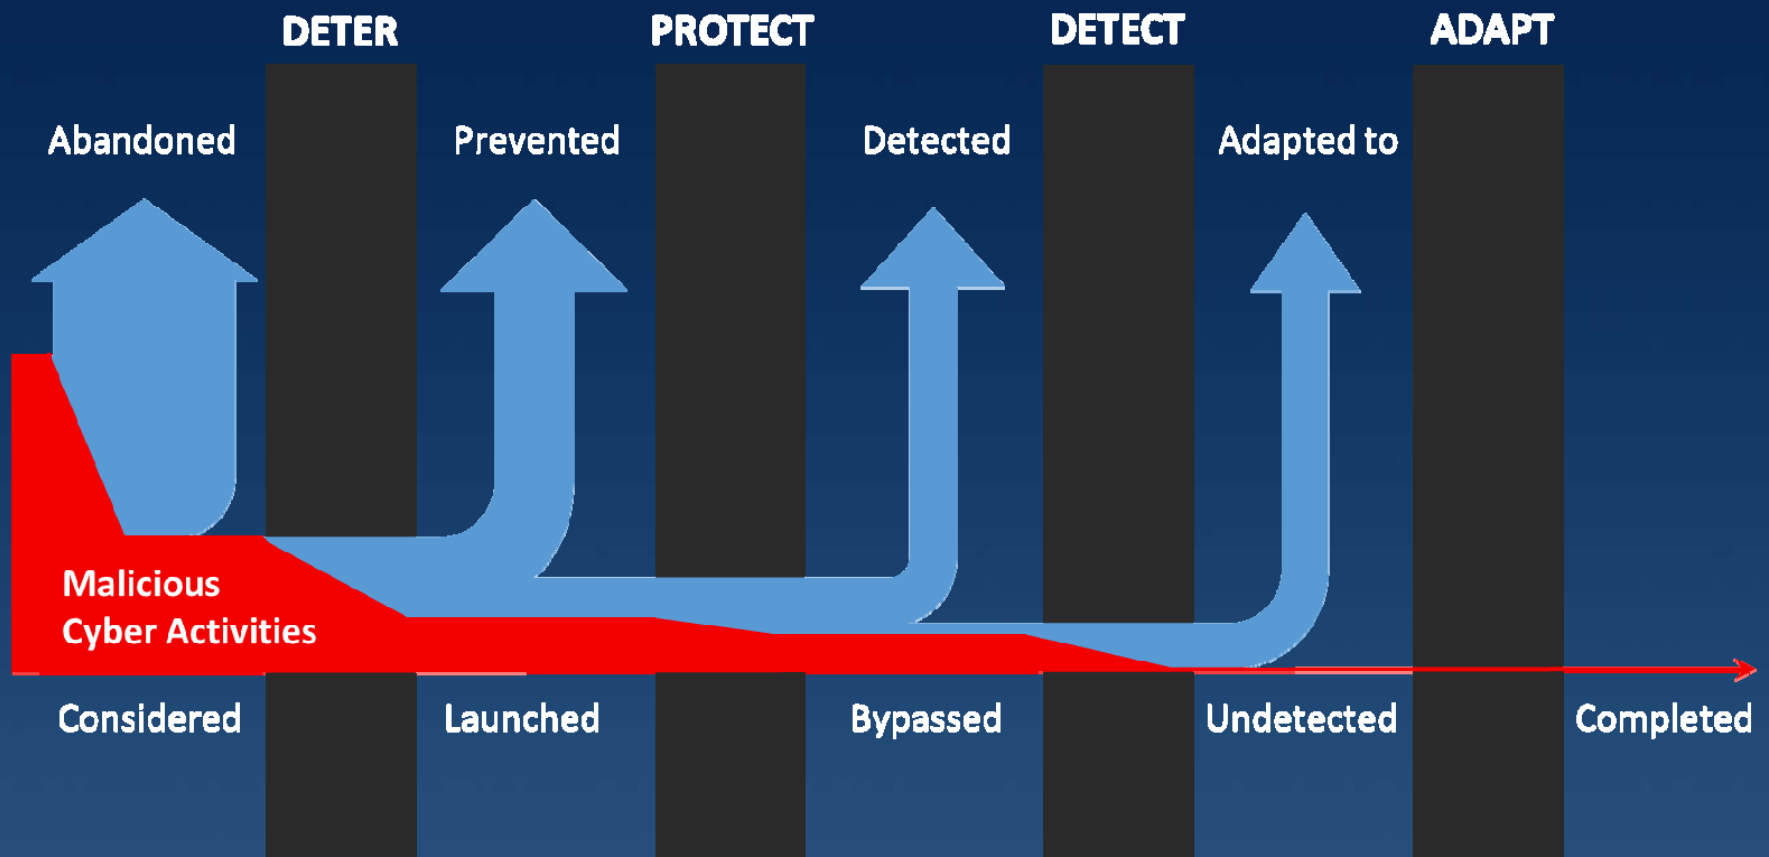 DETER
PROTECT
DETECT
ADAPT
Abandoned
Prevented
Detected
Adapted to
Malicious
Cyber Activities
Considered
Launched
Bypassed
Undetected
Completed